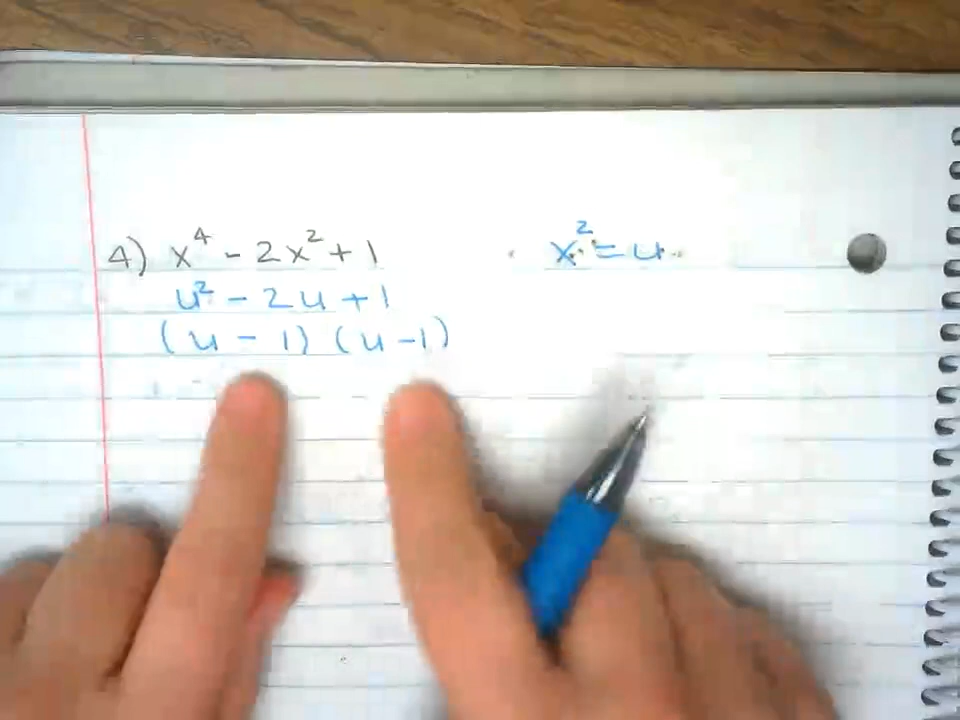 4) x⁴ - 2x² + 1
x² = u
u² - 2u + 1
(u - 1) (u - 1)